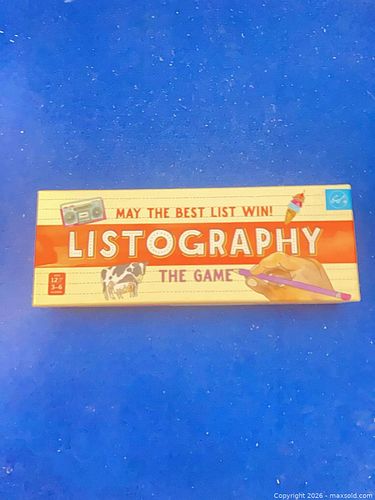 MAY THE BEST LIST WIN!
LISTOGRAPHY
THE GAME
12
3-6
Copyright 2026 - maxsold.com